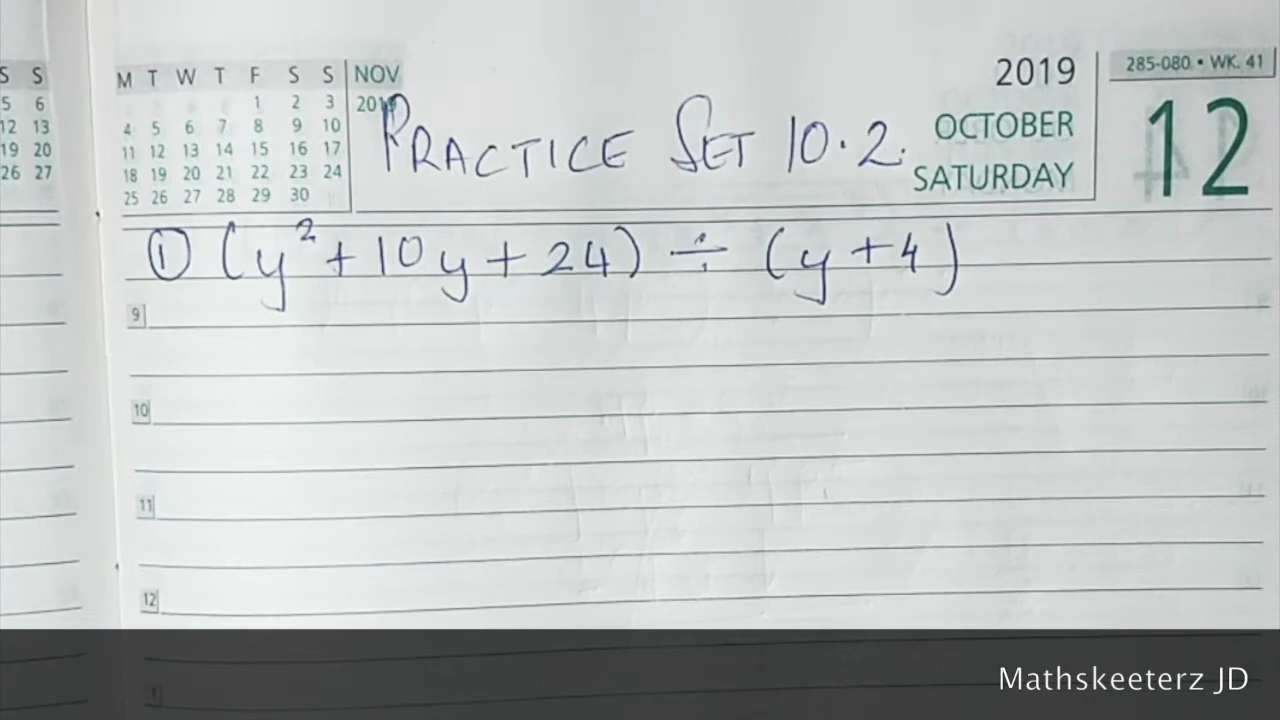 S S
5 6
12 13
19 20
26 27
M T W T F S S
1 2 3
4 5 6 7 8 9 10
11 12 13 14 15 16 17
18 19 20 21 22 23 24
25 26 27 28 29 30
NOV
PRACTICE SET 10.2.
2019
OCTOBER
SATURDAY
285-080 • WK. 41
12
① (y² + 10y + 24) ÷ (y + 4)
9
10
11
12
1
Mathskeeterz JD